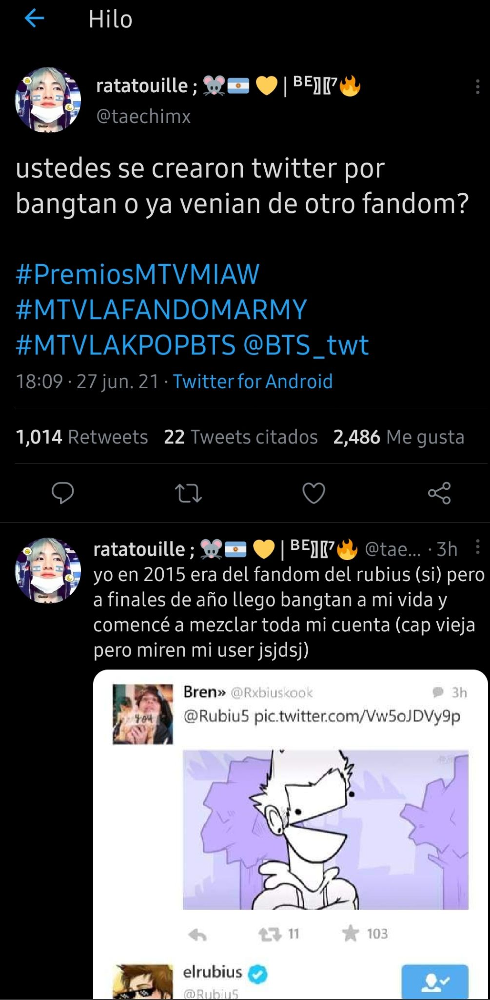 Hilo
ratatouille ; 🐭🇦🇷 💛 | ᴮᴱ⟭⟬⁷🔥
@taechimx
ustedes se crearon twitter por
bangtan o ya venian de otro fandom?
#PremiosMTVMIAW
#MTVLAFANDOMARMY
#MTVLAKPOPBTS @BTS_twt
18:09 · 27 jun. 21 · Twitter for Android
1,014 Retweets 22 Tweets citados 2,486 Me gusta
ratatouille ; 🐭🇦🇷 💛 | ᴮᴱ⟭⟬⁷🔥 @tae... · 3h
yo en 2015 era del fandom del rubius (si) pero
a finales de año llego bangtan a mi vida y
comencé a mezclar toda mi cuenta (cap vieja
pero miren mi user jsjdsj)
Bren» @Rxbiuskook 3h
you
@Rubiu5 pic.twitter.com/Vw5oJDVy9p
11 103
elrubius
@Rubiu5